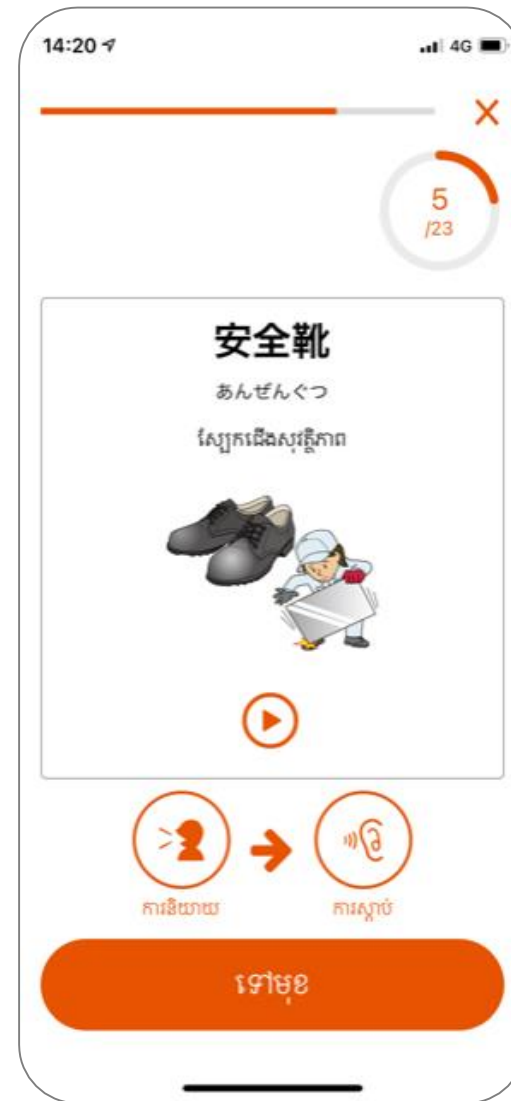 14:20
4G
5
/23
安全靴
あんぜんぐつ
ស្បែកជើងសុវត្ថិភាព
ការនិយាយ
ការស្តាប់
ទៅមុខ